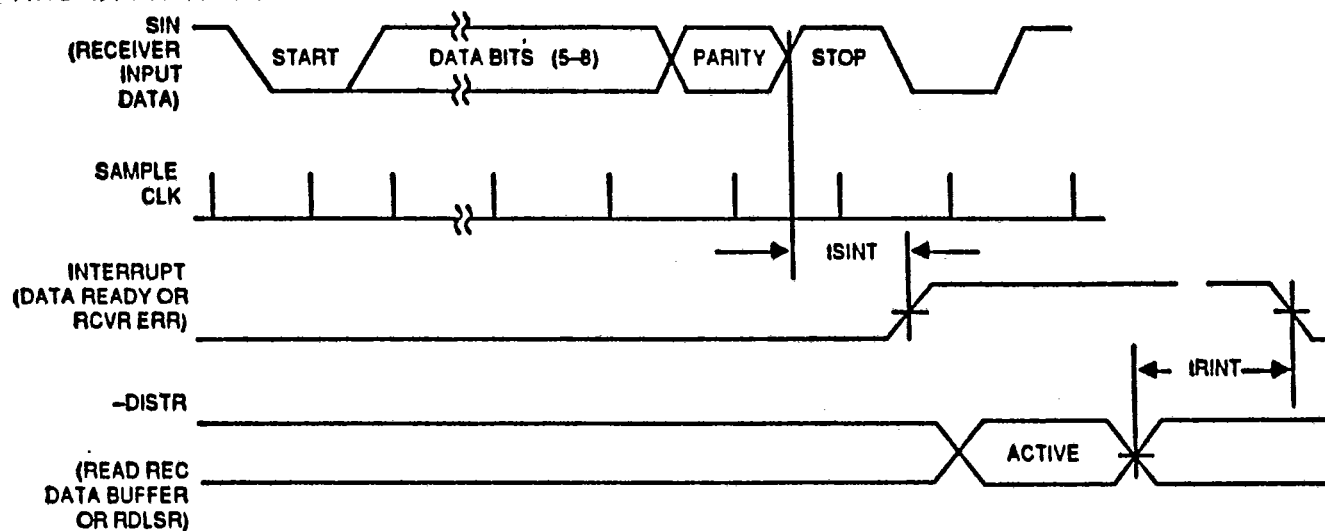 SIN
(RECEIVER
INPUT
DATA)
START
DATA BITS (5–8)
PARITY
STOP
SAMPLE
CLK
tSINT
INTERRUPT
(DATA READY OR
RCVR ERR)
tRINT
–DISTR
ACTIVE
(READ REC
DATA BUFFER
OR RDLSR)